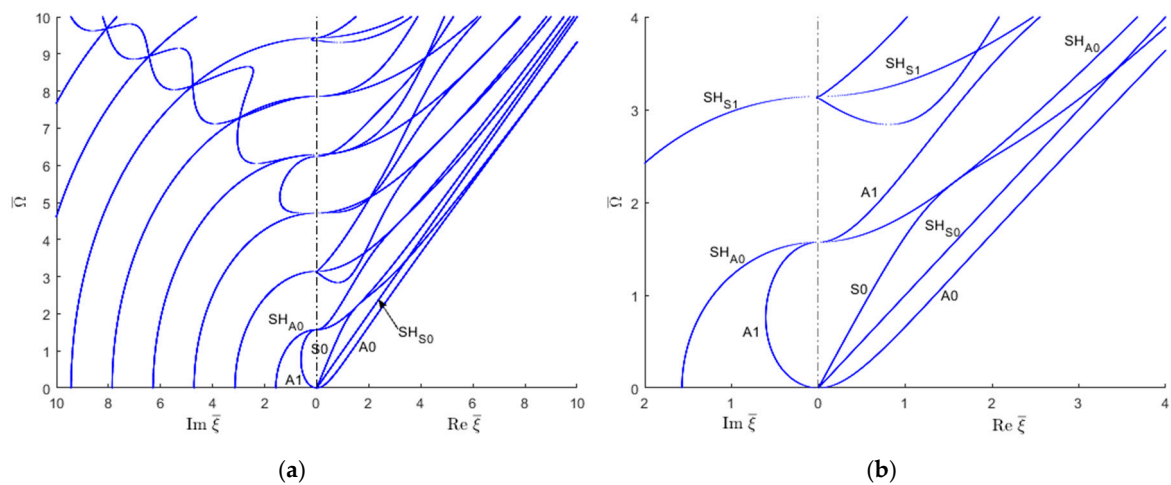 10
9
8
7
6
5
4
3
2
1
0
Ω̅
SH_A0
S0
A1
A0
SH_S0
10 8 6 4 2 0 2 4 6 8 10
Im ξ̅ Re ξ̅
(a)
4
3
2
1
0
Ω̅
SH_A0
SH_S1
SH_S1
A1
SH_S0
SH_A0
S0
A0
A1
2 1 0 1 2 3 4
Im ξ̅ Re ξ̅
(b)